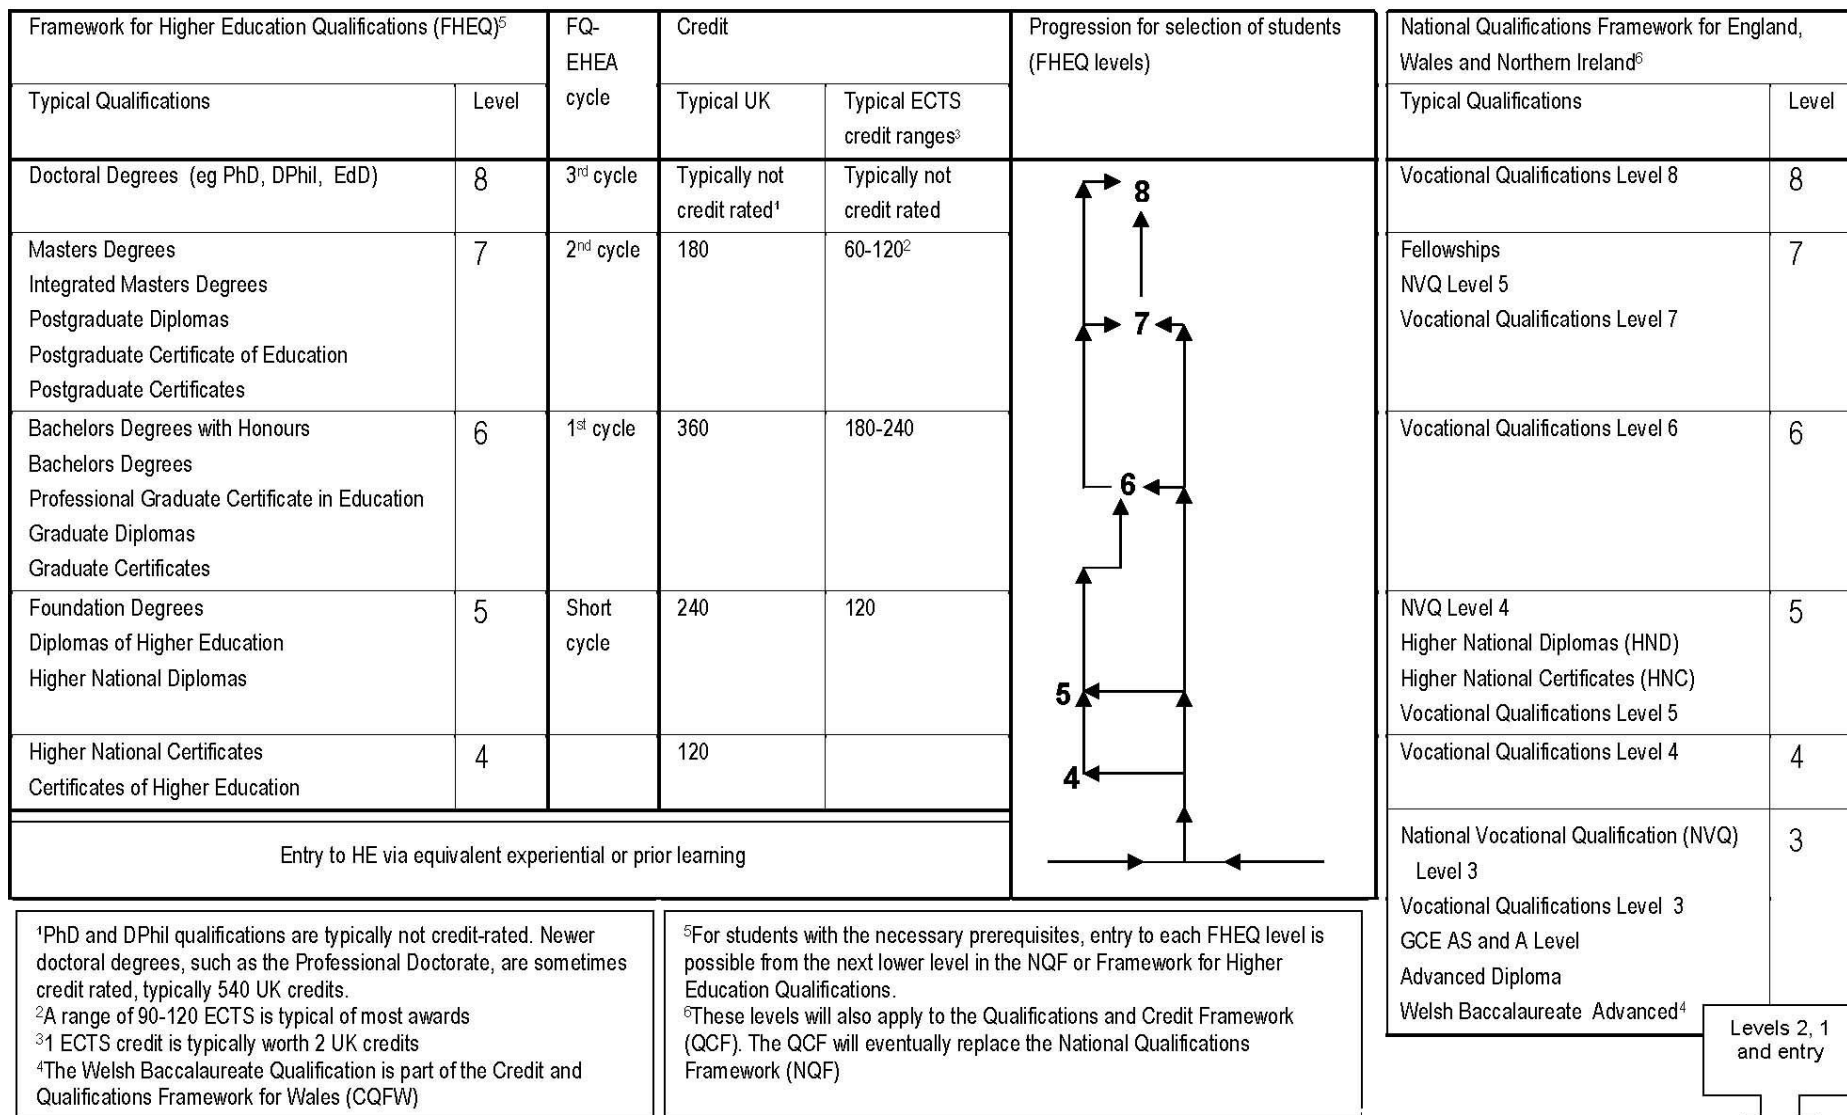 Framework for Higher Education Qualifications (FHEQ)⁵
FQ-
EHEA
cycle
Credit
Progression for selection of students
(FHEQ levels)
National Qualifications Framework for England,
Wales and Northern Ireland⁶
Typical Qualifications
Level
Typical UK
Typical ECTS
credit ranges³
Typical Qualifications
Level
Doctoral Degrees (eg PhD, DPhil, EdD)
8
3rd cycle
Typically not
credit rated¹
Typically not
credit rated
8
Vocational Qualifications Level 8
8
Masters Degrees
Integrated Masters Degrees
Postgraduate Diplomas
Postgraduate Certificate of Education
Postgraduate Certificates
7
2nd cycle
180
60-120²
7
Fellowships
NVQ Level 5
Vocational Qualifications Level 7
7
Bachelors Degrees with Honours
Bachelors Degrees
Professional Graduate Certificate in Education
Graduate Diplomas
Graduate Certificates
6
1st cycle
360
180-240
6
Vocational Qualifications Level 6
6
Foundation Degrees
Diplomas of Higher Education
Higher National Diplomas
5
Short
cycle
240
120
5
NVQ Level 4
Higher National Diplomas (HND)
Higher National Certificates (HNC)
Vocational Qualifications Level 5
5
Higher National Certificates
Certificates of Higher Education
4
120
4
Vocational Qualifications Level 4
4
Entry to HE via equivalent experiential or prior learning
National Vocational Qualification (NVQ)
Level 3
Vocational Qualifications Level 3
GCE AS and A Level
Advanced Diploma
Welsh Baccalaureate Advanced⁴
3
¹PhD and DPhil qualifications are typically not credit-rated. Newer
doctoral degrees, such as the Professional Doctorate, are sometimes
credit rated, typically 540 UK credits.
²A range of 90-120 ECTS is typical of most awards
³1 ECTS credit is typically worth 2 UK credits
⁴The Welsh Baccalaureate Qualification is part of the Credit and
Qualifications Framework for Wales (CQFW)
⁵For students with the necessary prerequisites, entry to each FHEQ level is
possible from the next lower level in the NQF or Framework for Higher
Education Qualifications.
⁶These levels will also apply to the Qualifications and Credit Framework
(QCF). The QCF will eventually replace the National Qualifications
Framework (NQF)
Levels 2, 1
and entry